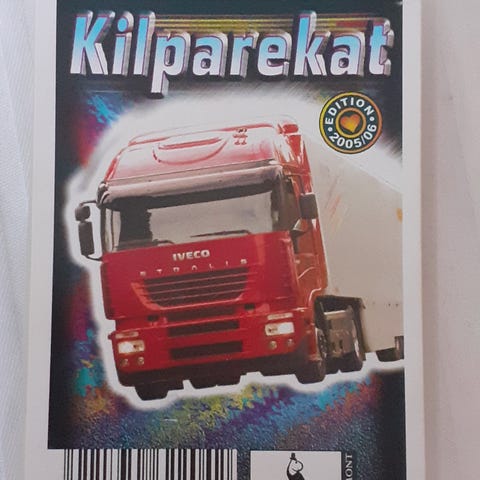 Kilparekat
• EDITION •
2005/06
IVECO
STRALIS